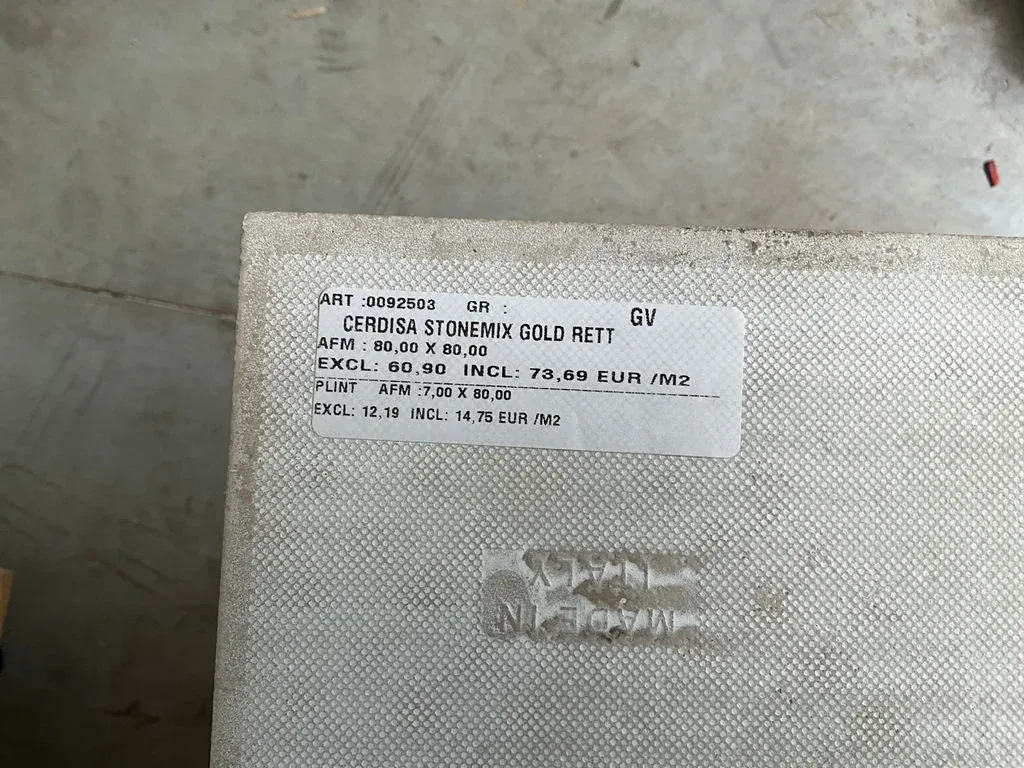 ART :0092503 GR : GV
CERDISA STONEMIX GOLD RETT
AFM : 80,00 X 80,00
EXCL: 60,90 INCL: 73,69 EUR /M2
PLINT AFM :7,00 X 80,00
EXCL: 12,19 INCL: 14,75 EUR /M2
MADE IN
ITALY